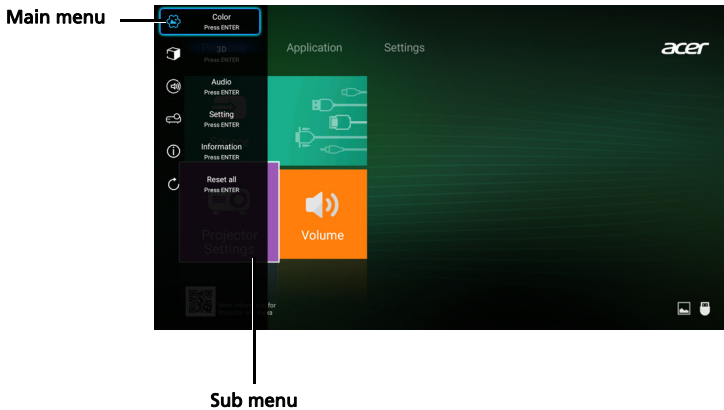 Main menu
Color
Press ENTER
3D
Press ENTER
Application
Settings
acer
Audio
Press ENTER
Setting
Press ENTER
Information
Press ENTER
Reset all
Press ENTER
Projector
Settings
Volume
for
Sub menu